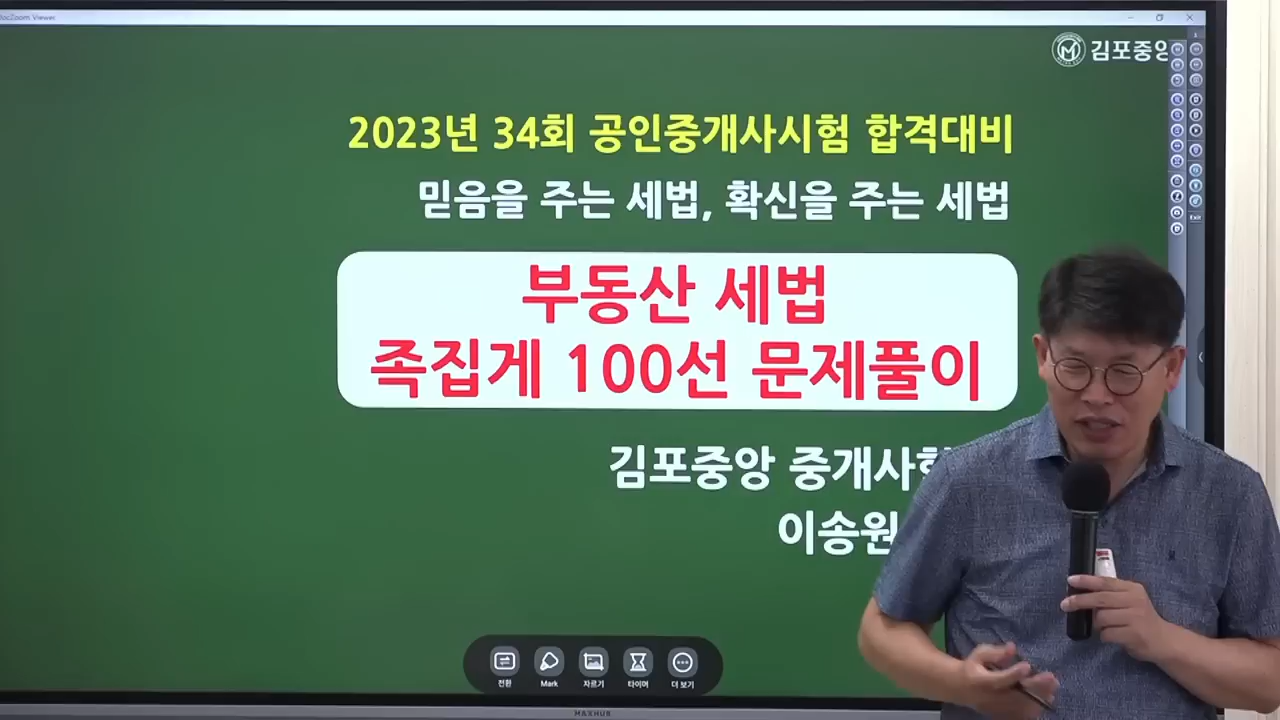 DocZoom Viewer
김포중앙
2023년 34회 공인중개사시험 합격대비
믿음을 주는 세법, 확신을 주는 세법
부동산 세법
족집게 100선 문제풀이
김포중앙 중개사학
이송원
Exit
전환
Mark
자르기
타이머
더 보기
MAXHUB